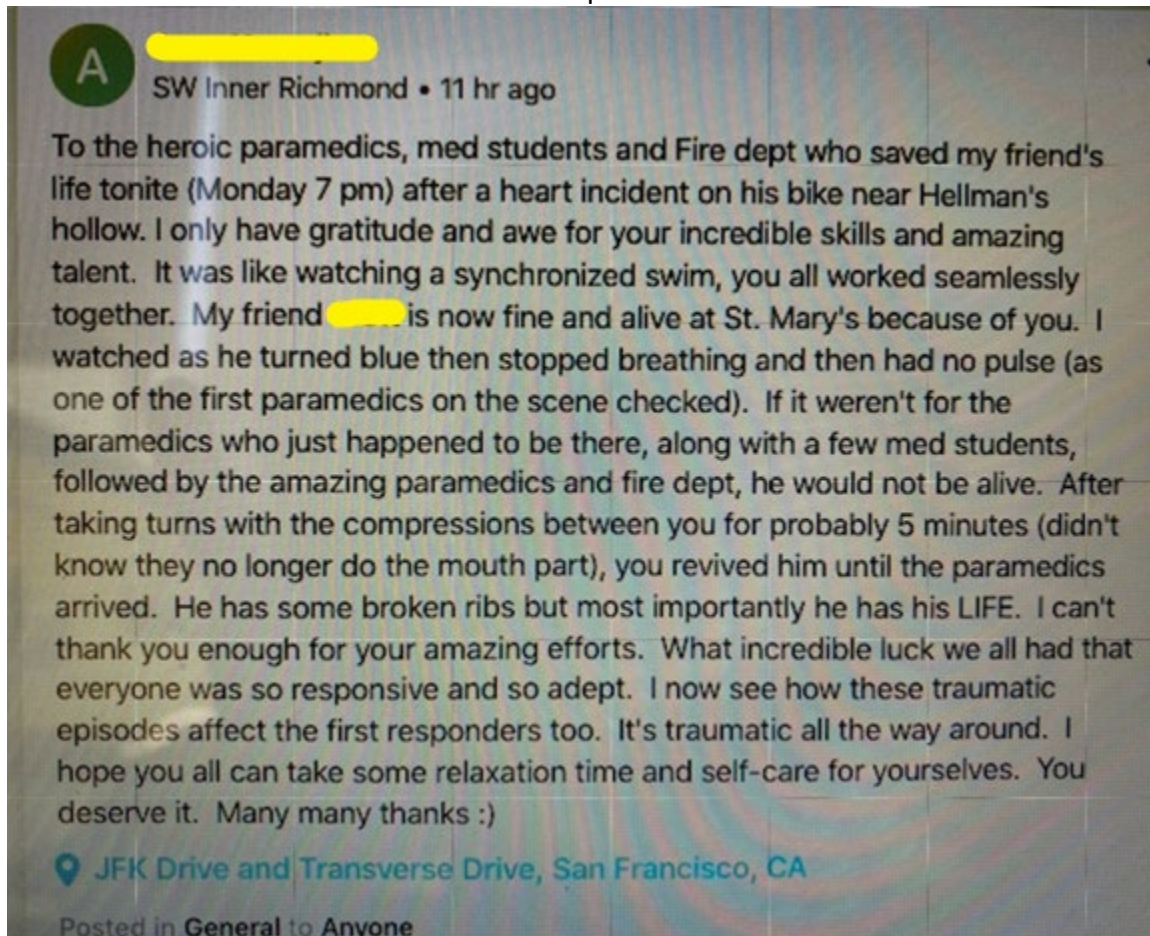 A
SW Inner Richmond • 11 hr ago
To the heroic paramedics, med students and Fire dept who saved my friend's
life tonite (Monday 7 pm) after a heart incident on his bike near Hellman's
hollow. I only have gratitude and awe for your incredible skills and amazing
talent.  It was like watching a synchronized swim, you all worked seamlessly
together.  My friend is now fine and alive at St. Mary's because of you.  I
watched as he turned blue then stopped breathing and then had no pulse (as
one of the first paramedics on the scene checked).  If it weren't for the
paramedics who just happened to be there, along with a few med students,
followed by the amazing paramedics and fire dept, he would not be alive.  After
taking turns with the compressions between you for probably 5 minutes (didn't
know they no longer do the mouth part), you revived him until the paramedics
arrived.  He has some broken ribs but most importantly he has his LIFE.  I can't
thank you enough for your amazing efforts.  What incredible luck we all had that
everyone was so responsive and so adept.  I now see how these traumatic
episodes affect the first responders too.  It's traumatic all the way around.  I
hope you all can take some relaxation time and self-care for yourselves.  You
deserve it.  Many many thanks :)
JFK Drive and Transverse Drive, San Francisco, CA
Posted in General to Anyone